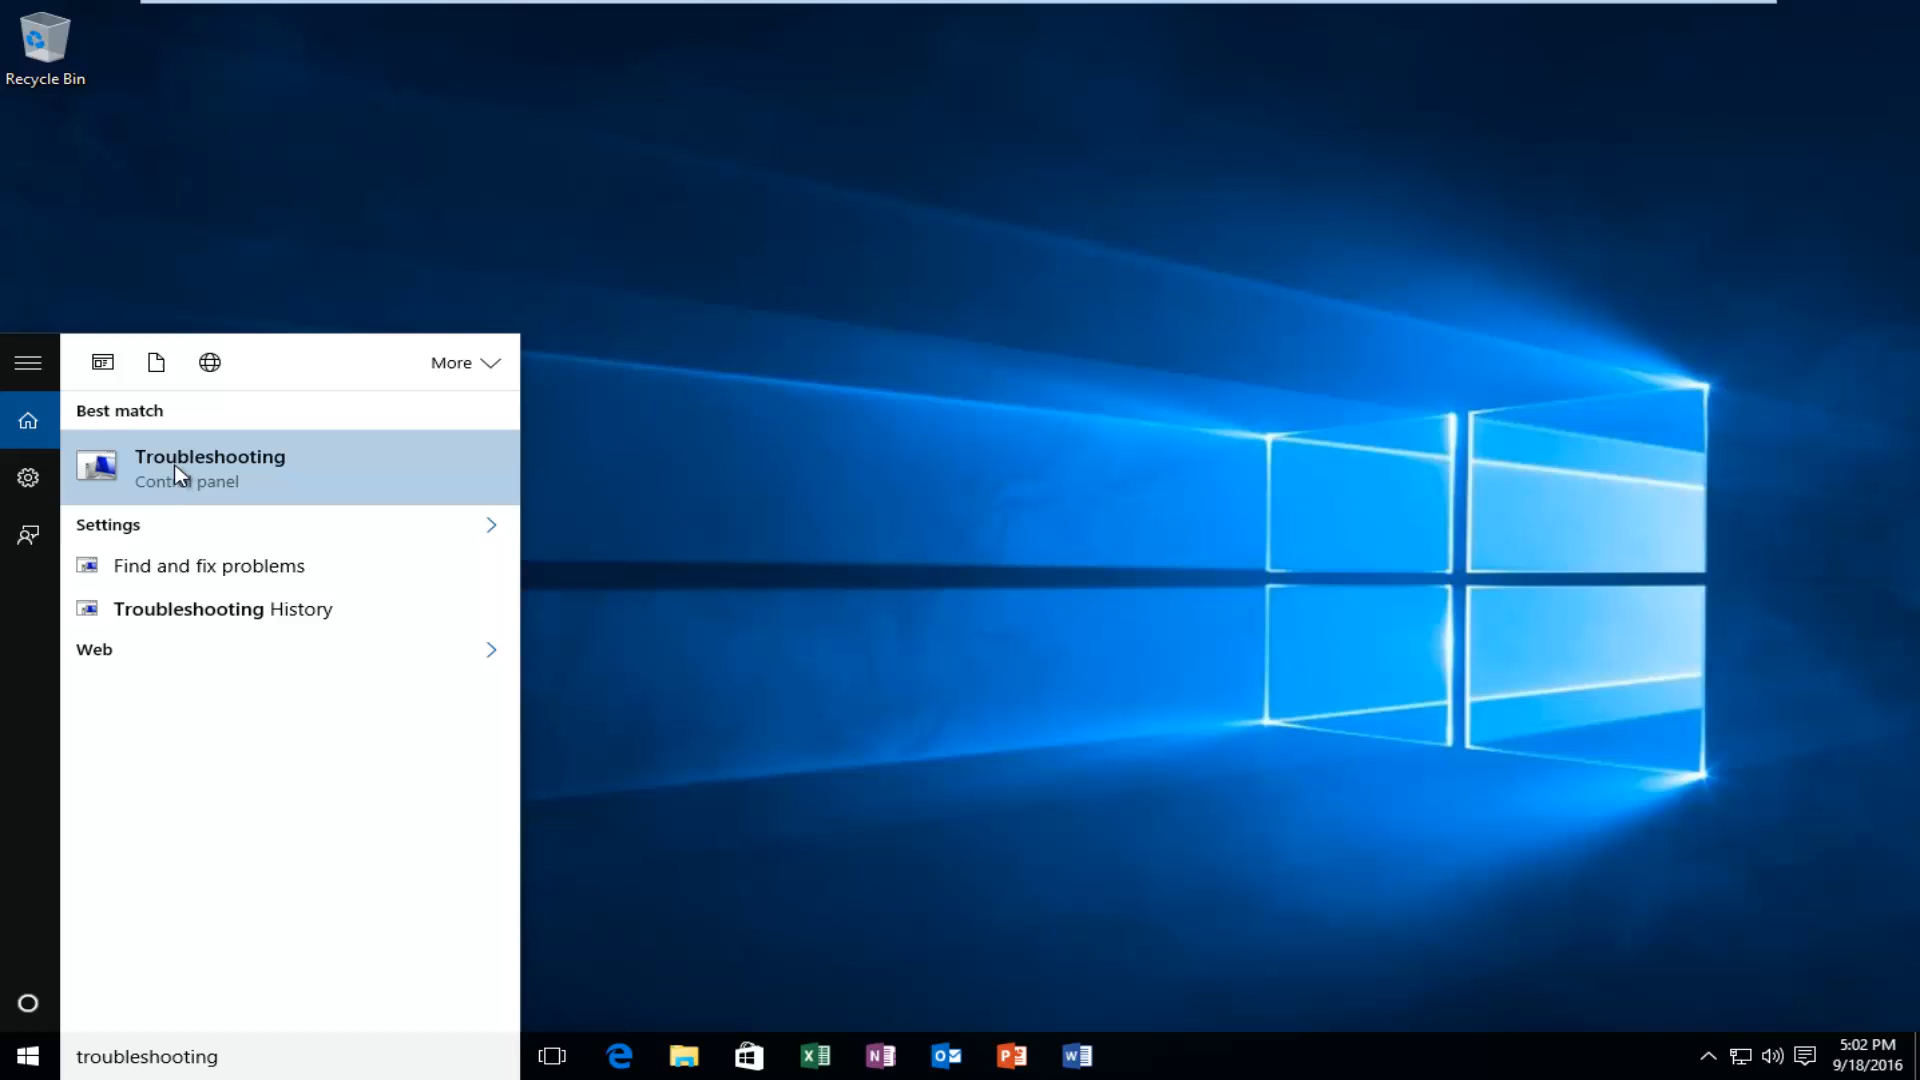 Recycle Bin
More
Best match
Troubleshooting
Control panel
Settings
Find and fix problems
Troubleshooting History
Web
troubleshooting
5:02 PM
9/18/2016